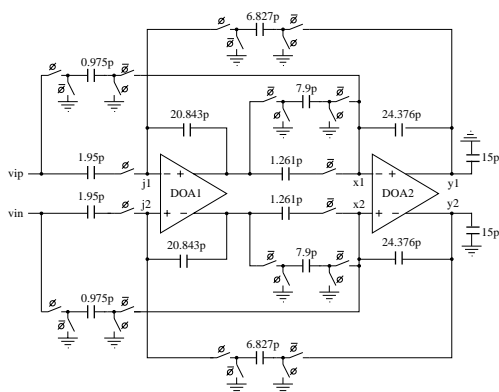 6.827p
ø ø̄
ø̄ ø
0.975p
ø ø̄
ø̄ ø
7.9p
ø̄ ø̄
ø ø
20.843p
24.376p
15p
1.95p ø
1.261p ø̄
vip
j1
− +
x1
− +
y1
DOA1
DOA2
1.95p ø
1.261p ø̄
vin
j2
+ −
x2
+ −
y2
15p
20.843p
24.376p
ø̄ 7.9p ø̄
ø ø
ø 0.975p ø̄
ø̄ ø
ø 6.827p ø̄
ø̄ ø